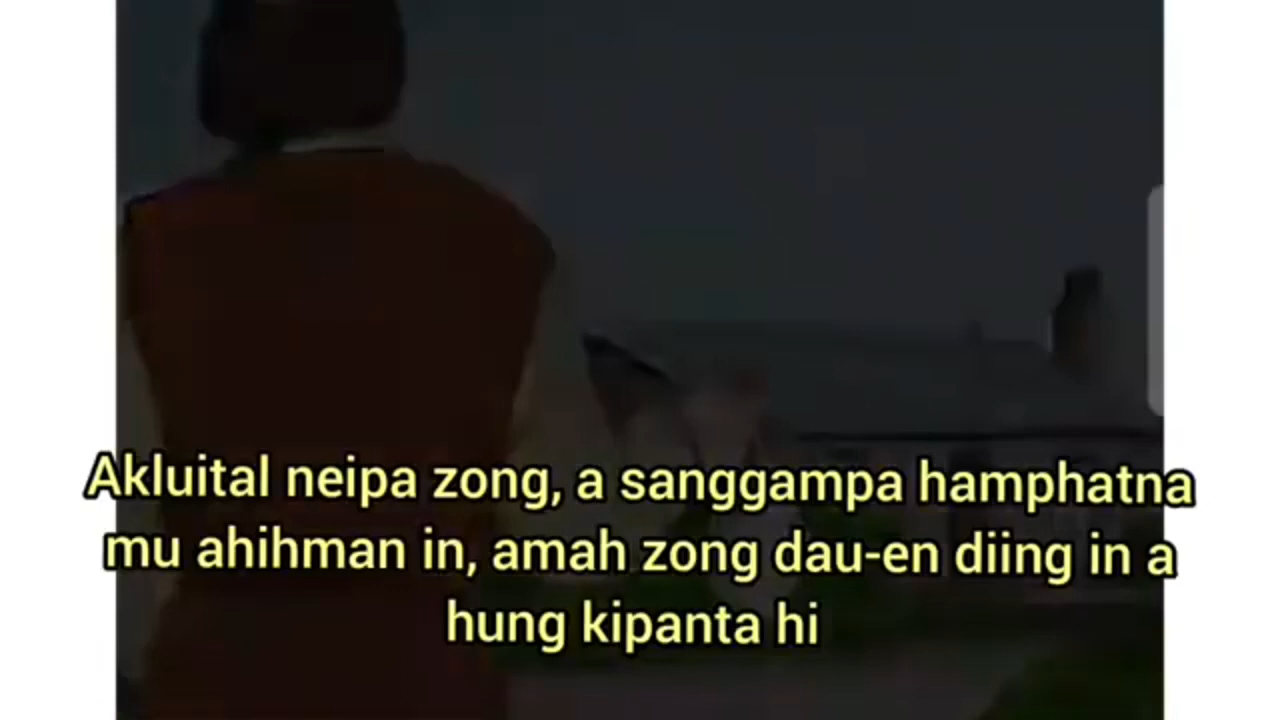 Akluital neipa zong, a sanggampa hamphatna
mu ahihman in, amah zong dau-en diing in a
hung kipanta hi